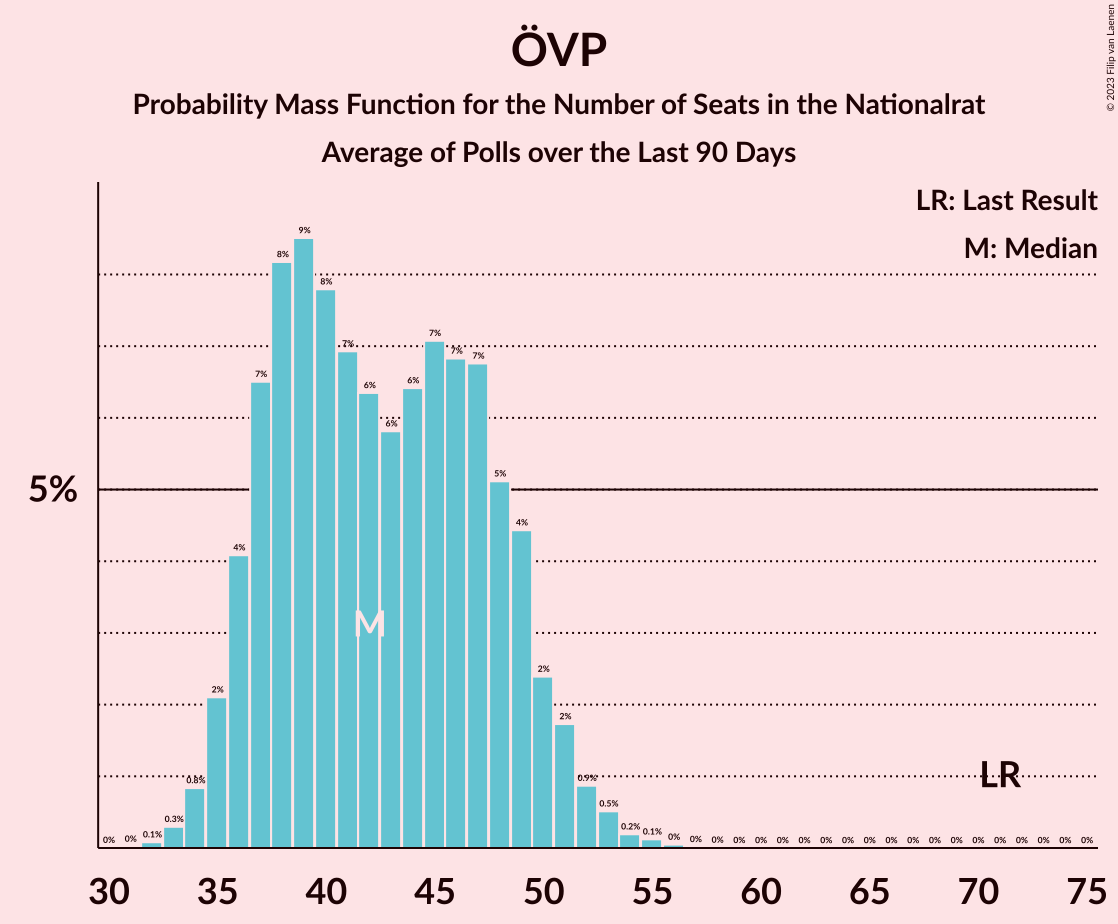 ÖVP
Probability Mass Function for the Number of Seats in the Nationalrat
Average of Polls over the Last 90 Days
© 2023 Filip van Laenen
LR: Last Result
M: Median
5%
0% 0% 0.1% 0.3% 0.8% 2% 4% 7% 8% 9% 8% 7% 6% 6% 6% 7% 7% 7% 5% 4% 2% 2% 0.9% 0.5% 0.2% 0.1% 0% 0% 0% 0% 0% 0% 0% 0% 0% 0% 0% 0% 0% 0% 0% 0% 0% 0% 0% 0%
M
LR
30 35 40 45 50 55 60 65 70 75